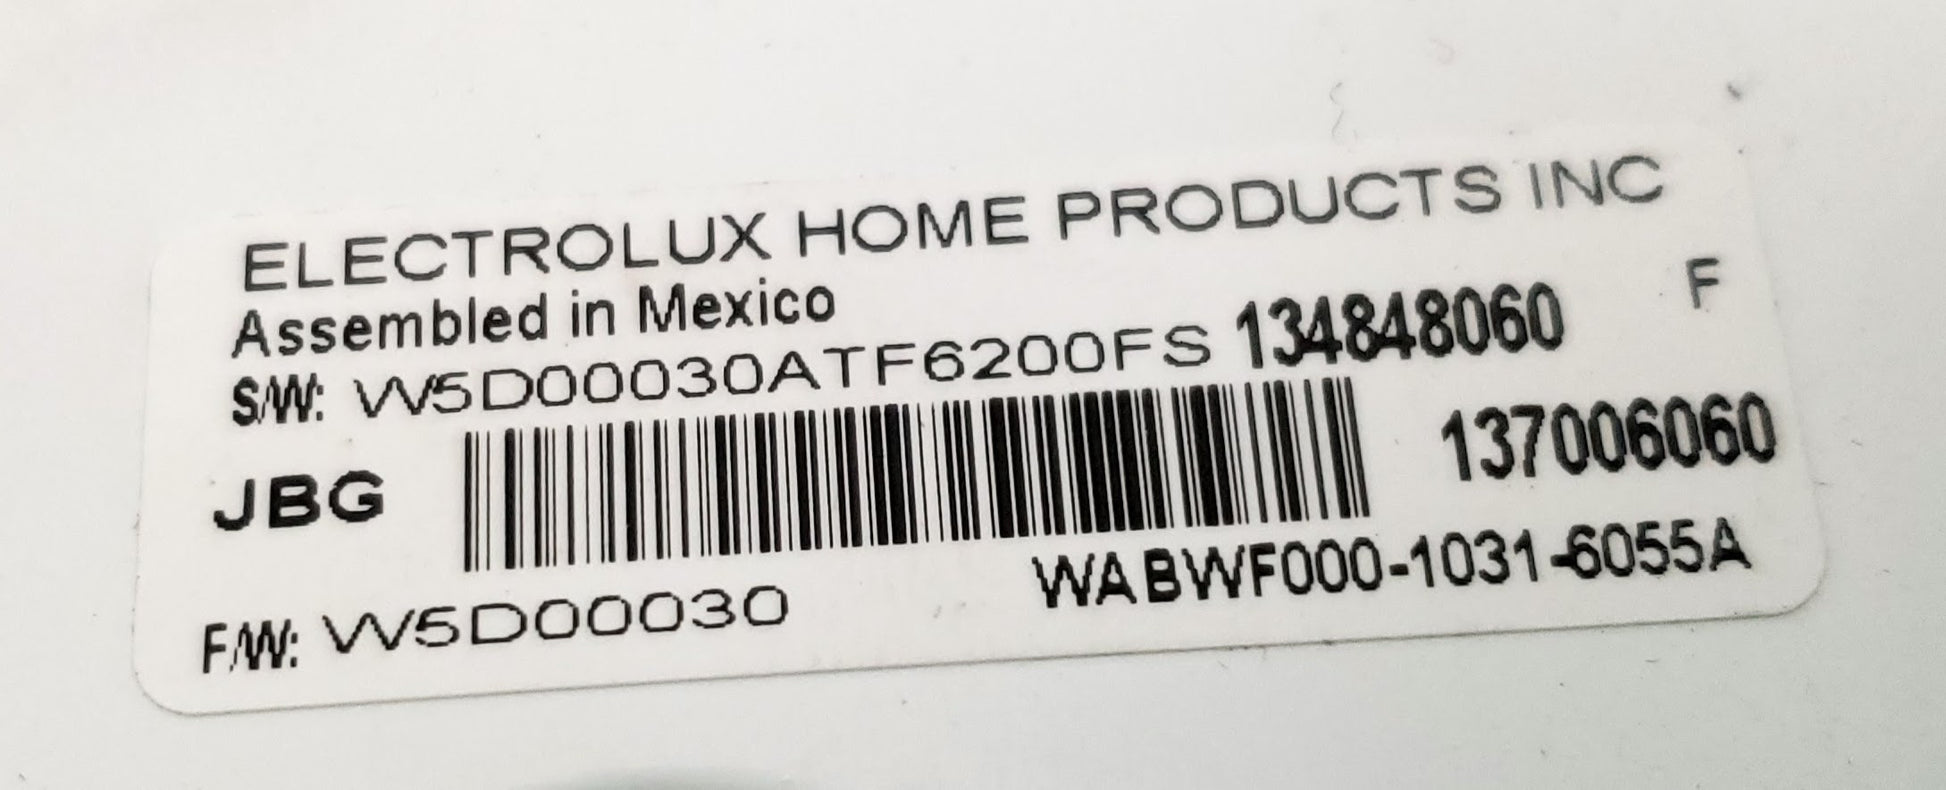 ELECTROLUX HOME PRODUCTS INC
Assembled in Mexico F
S/W: W5D00030ATF6200FS 134848060
JBG 137006060
F/W: W5D00030 WABWF000-1031-6055A